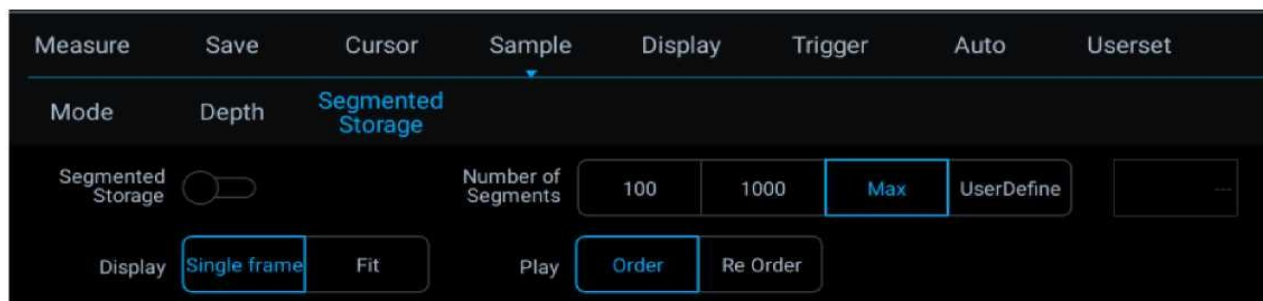 Measure Save Cursor Sample Display Trigger Auto Userset
Mode Depth Segmented Storage
Segmented Storage Number of Segments 100 1000 Max UserDefine ---
Display Single frame Fit Play Order Re Order